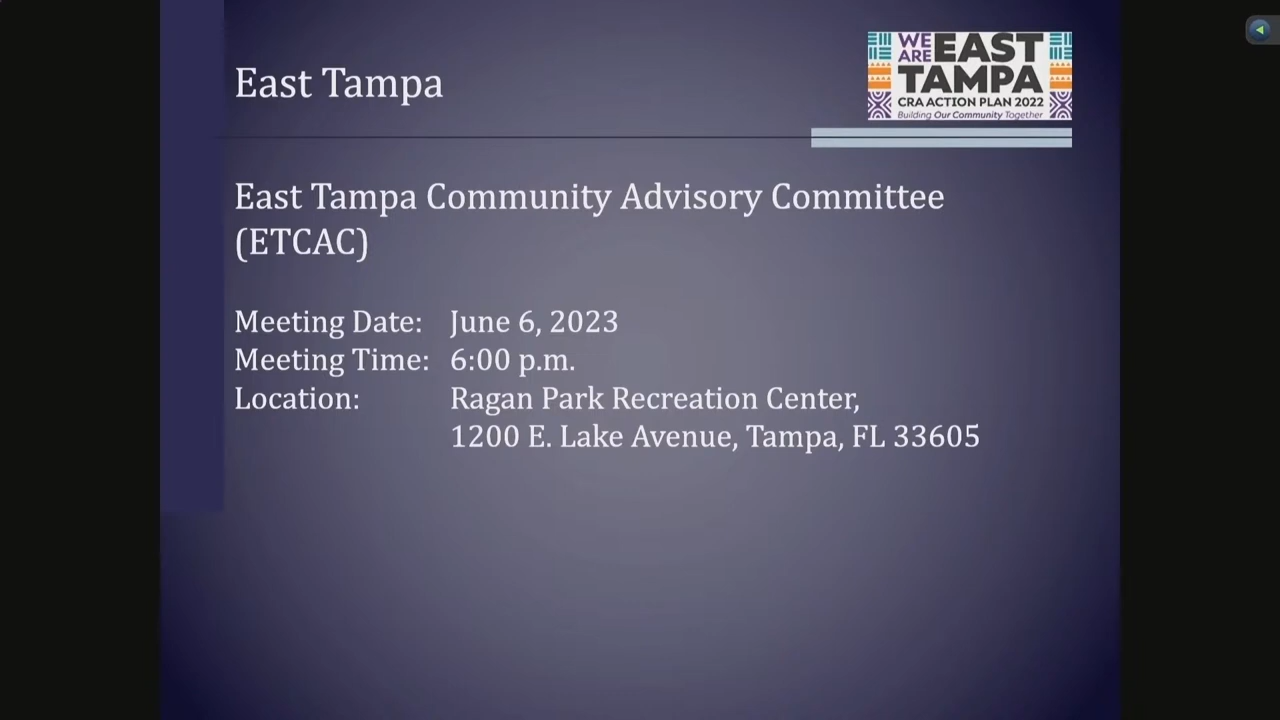 East Tampa
WE ARE EAST
TAMPA
CRA ACTION PLAN 2022
Building Our Community Together
East Tampa Community Advisory Committee
(ETCAC)
Meeting Date: June 6, 2023
Meeting Time: 6:00 p.m.
Location: Ragan Park Recreation Center,
1200 E. Lake Avenue, Tampa, FL 33605